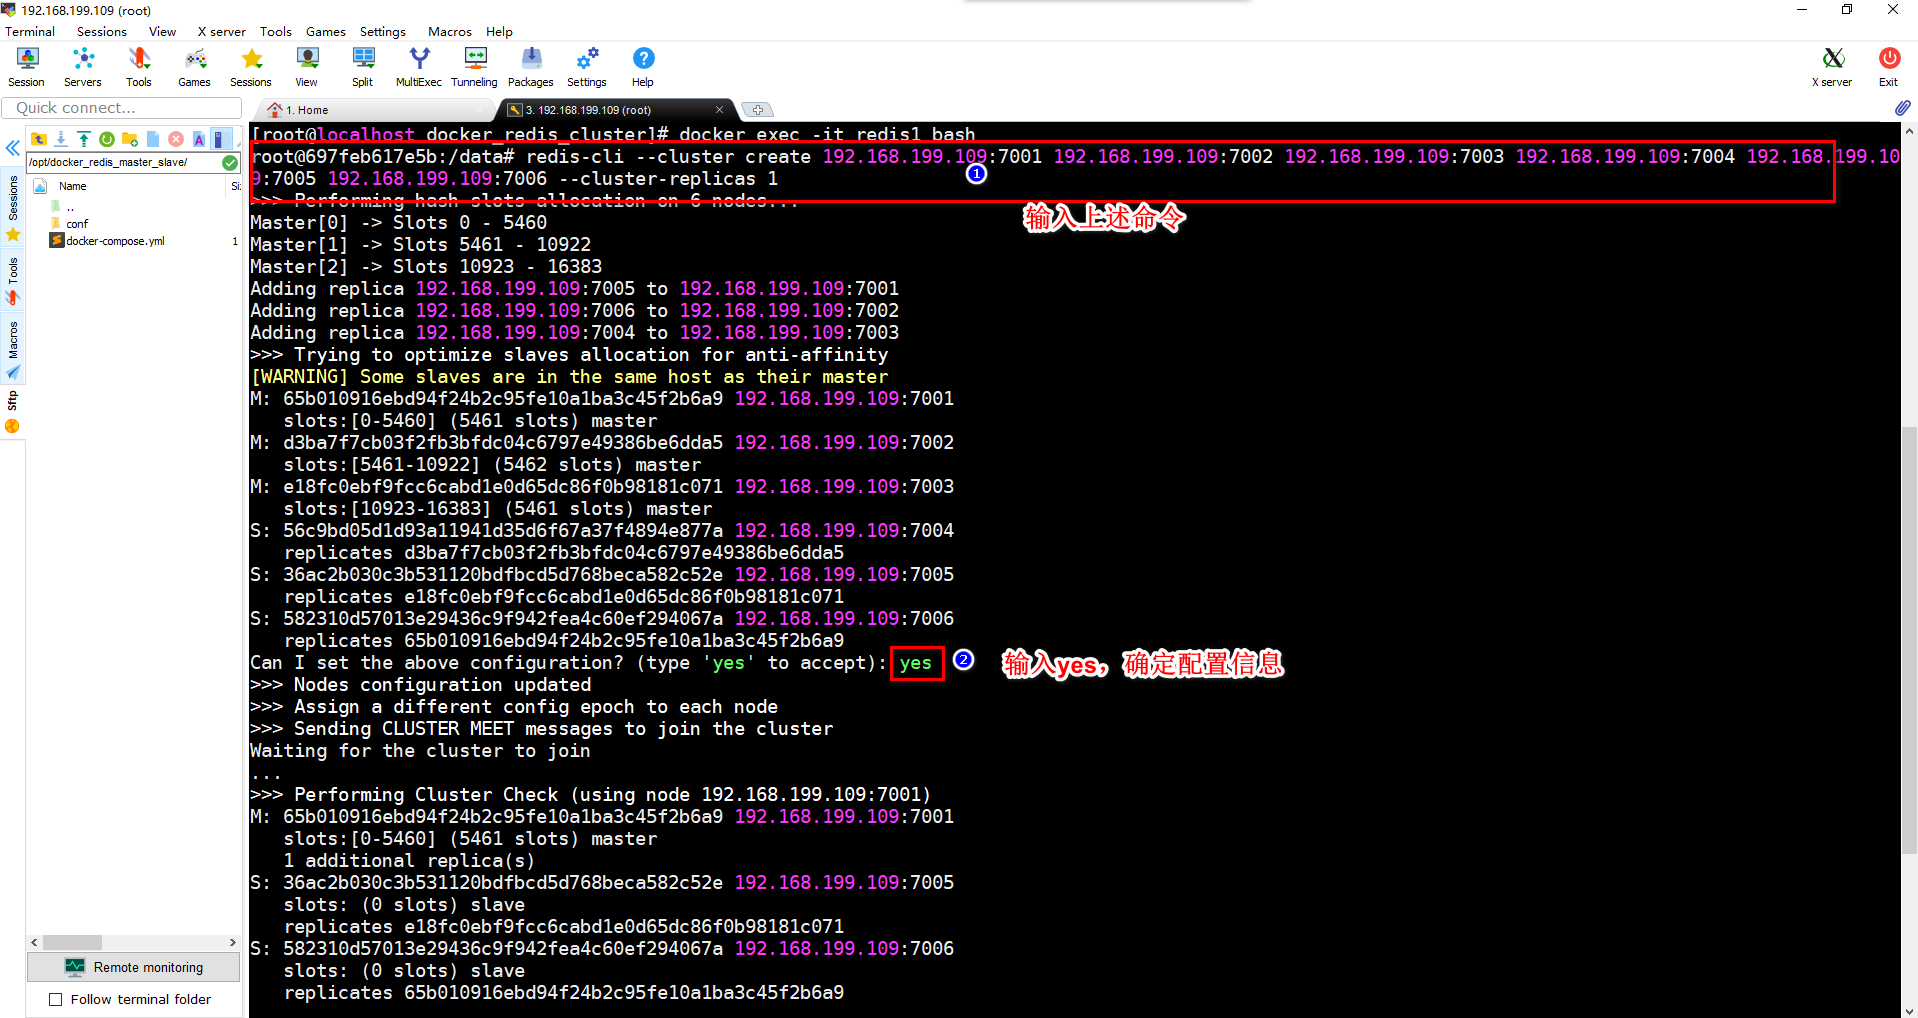 192.168.199.109 (root)
Terminal Sessions View X server Tools Games Settings Macros Help
Session Servers Tools Games Sessions View Split MultiExec Tunneling Packages Settings Help X server Exit
Quick connect...
1. Home
3. 192.168.199.109 (root)
/opt/docker_redis_master_slave/
Name
..
conf
docker-compose.yml 1
Sessions
Tools
Macros
Sftp
Remote monitoring
Follow terminal folder
[root@localhost docker_redis_cluster]# docker exec -it redis1 bash
root@697feb617e5b:/data# redis-cli --cluster create 192.168.199.109:7001 192.168.199.109:7002 192.168.199.109:7003 192.168.199.109:7004 192.168.199.10
9:7005 192.168.199.109:7006 --cluster-replicas 1
1
>>> Performing hash slots allocation on 6 nodes...
输入上述命令
Master[0] -> Slots 0 - 5460
Master[1] -> Slots 5461 - 10922
Master[2] -> Slots 10923 - 16383
Adding replica 192.168.199.109:7005 to 192.168.199.109:7001
Adding replica 192.168.199.109:7006 to 192.168.199.109:7002
Adding replica 192.168.199.109:7004 to 192.168.199.109:7003
>>> Trying to optimize slaves allocation for anti-affinity
[WARNING] Some slaves are in the same host as their master
M: 65b010916ebd94f24b2c95fe10a1ba3c45f2b6a9 192.168.199.109:7001
slots:[0-5460] (5461 slots) master
M: d3ba7f7cb03f2fb3bfdc04c6797e49386be6dda5 192.168.199.109:7002
slots:[5461-10922] (5462 slots) master
M: e18fc0ebf9fcc6cabd1e0d65dc86f0b98181c071 192.168.199.109:7003
slots:[10923-16383] (5461 slots) master
S: 56c9bd05d1d93a11941d35d6f67a37f4894e877a 192.168.199.109:7004
replicates d3ba7f7cb03f2fb3bfdc04c6797e49386be6dda5
S: 36ac2b030c3b531120bdfbcd5d768beca582c52e 192.168.199.109:7005
replicates e18fc0ebf9fcc6cabd1e0d65dc86f0b98181c071
S: 582310d57013e29436c9f942fea4c60ef294067a 192.168.199.109:7006
replicates 65b010916ebd94f24b2c95fe10a1ba3c45f2b6a9
Can I set the above configuration? (type 'yes' to accept): yes 2 输入yes，确定配置信息
>>> Nodes configuration updated
>>> Assign a different config epoch to each node
>>> Sending CLUSTER MEET messages to join the cluster
Waiting for the cluster to join
...
>>> Performing Cluster Check (using node 192.168.199.109:7001)
M: 65b010916ebd94f24b2c95fe10a1ba3c45f2b6a9 192.168.199.109:7001
slots:[0-5460] (5461 slots) master
1 additional replica(s)
S: 36ac2b030c3b531120bdfbcd5d768beca582c52e 192.168.199.109:7005
slots: (0 slots) slave
replicates e18fc0ebf9fcc6cabd1e0d65dc86f0b98181c071
S: 582310d57013e29436c9f942fea4c60ef294067a 192.168.199.109:7006
slots: (0 slots) slave
replicates 65b010916ebd94f24b2c95fe10a1ba3c45f2b6a9